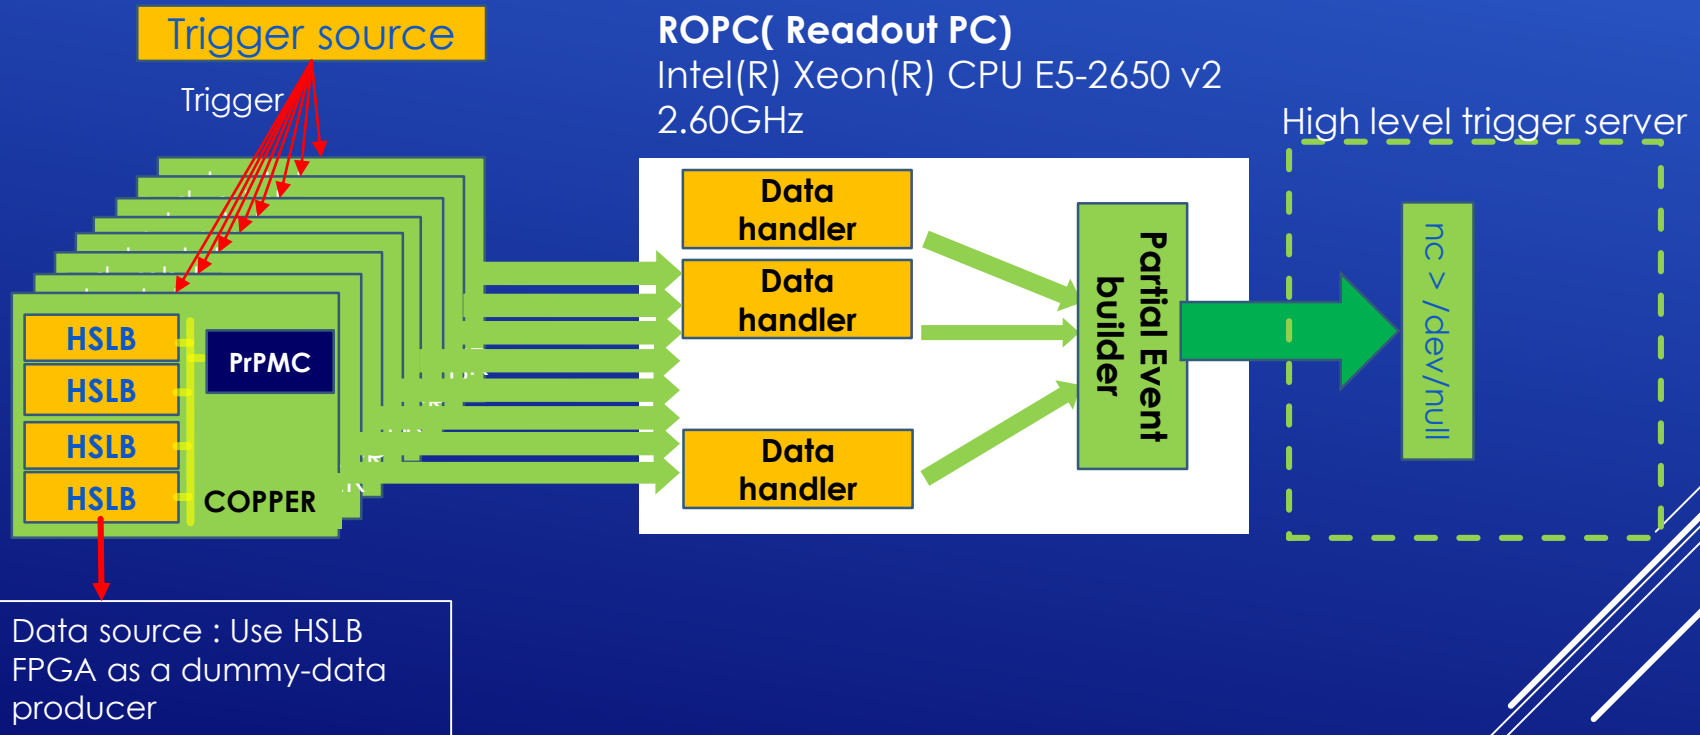 Trigger source
Trigger
ROPC( Readout PC)
Intel(R) Xeon(R) CPU E5-2650 v2
2.60GHz
High level trigger server
Data
handler
Data
handler
Data
handler
Partial Event
builder
nc > /dev/null
HSLB
HSLB
HSLB
HSLB
PrPMC
COPPER
Data source : Use HSLB
FPGA as a dummy-data
producer